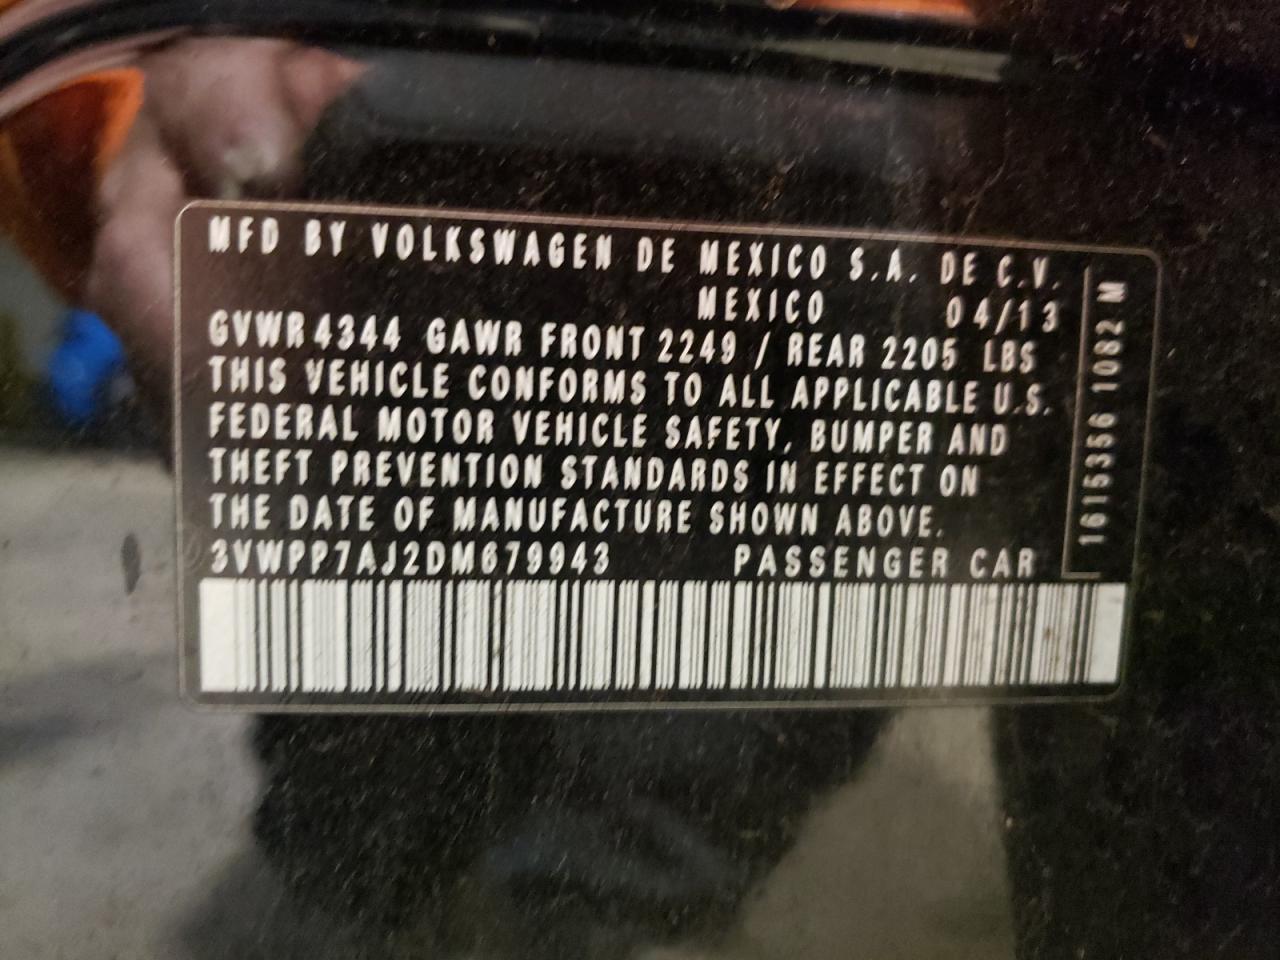 MFD BY VOLKSWAGEN DE MEXICO S.A. DE C.V.
MEXICO 04/13
GVWR 4344 GAWR FRONT 2249 / REAR 2205 LBS
THIS VEHICLE CONFORMS TO ALL APPLICABLE U.S.
FEDERAL MOTOR VEHICLE SAFETY, BUMPER AND
THEFT PREVENTION STANDARDS IN EFFECT ON
THE DATE OF MANUFACTURE SHOWN ABOVE.
3VWPP7AJ2DM679943 PASSENGER CAR
1615356 1082 M